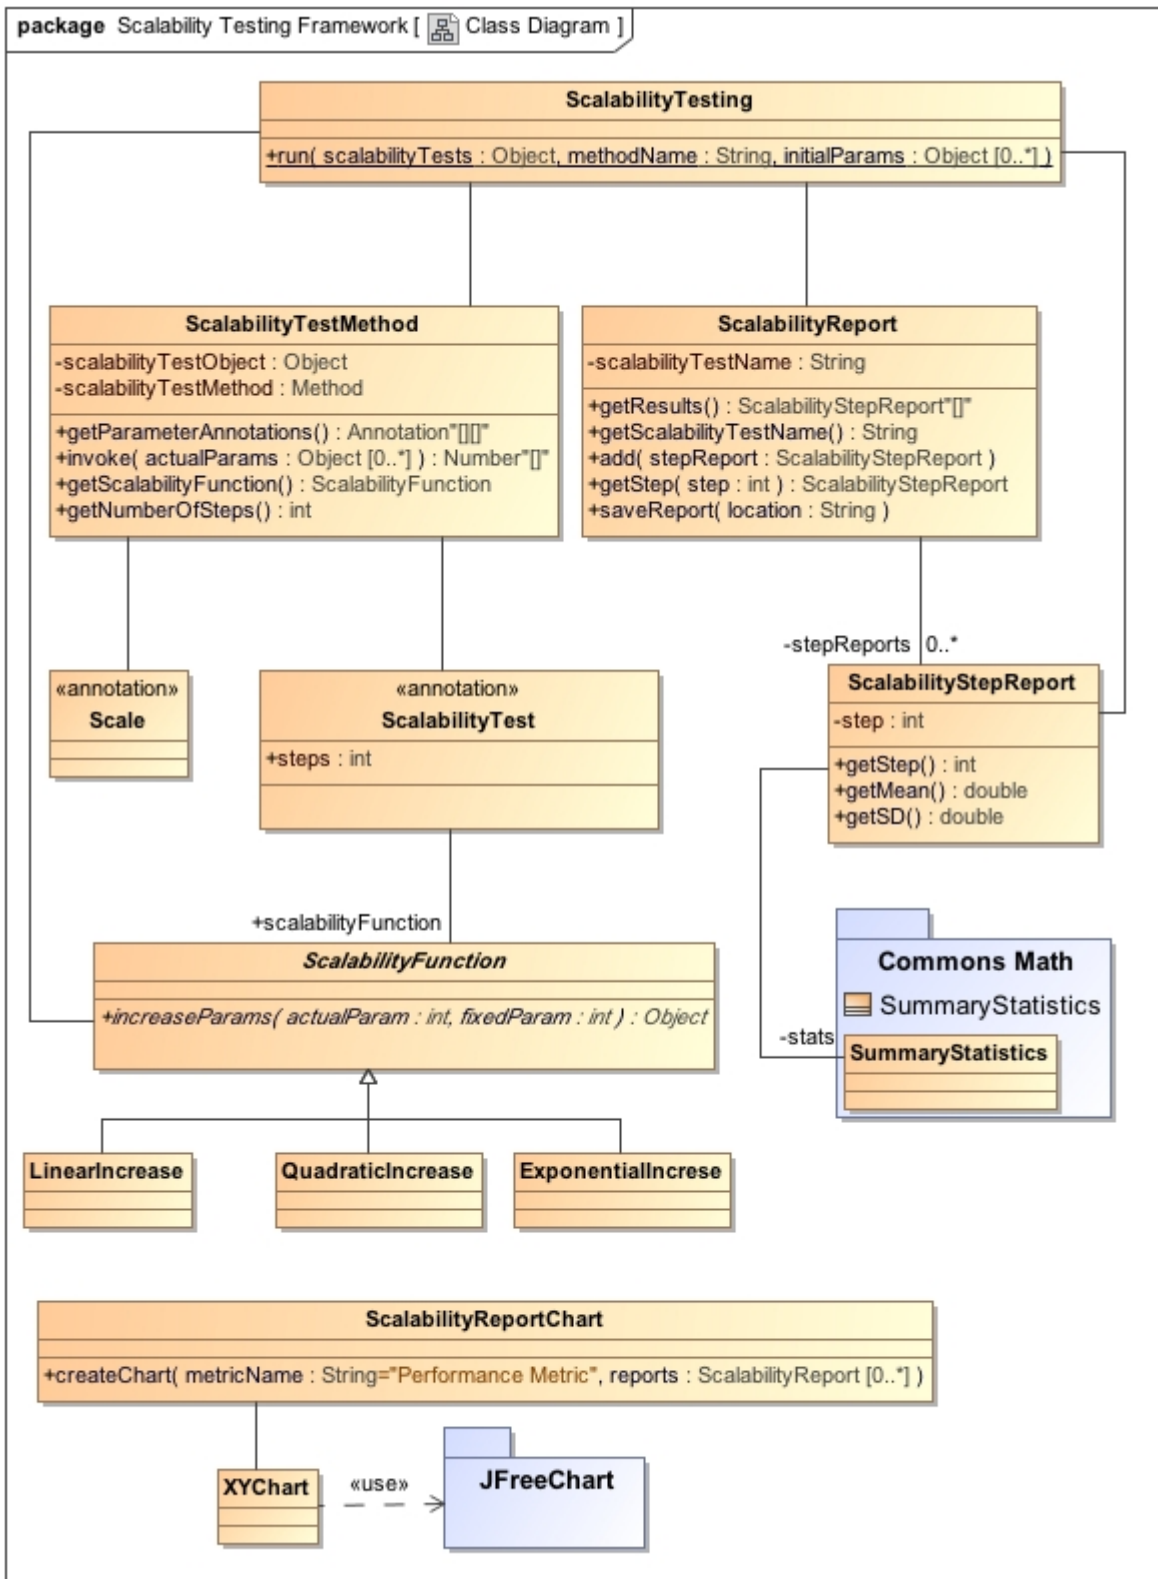 package Scalability Testing Framework [ Class Diagram ]
ScalabilityTesting
+run( scalabilityTests : Object, methodName : String, initialParams : Object [0..*] )
ScalabilityTestMethod
-scalabilityTestObject : Object
-scalabilityTestMethod : Method
+getParameterAnnotations() : Annotation"[][]"
+invoke( actualParams : Object [0..*] ) : Number"[]"
+getScalabilityFunction() : ScalabilityFunction
+getNumberOfSteps() : int
ScalabilityReport
-scalabilityTestName : String
+getResults() : ScalabilityStepReport"[]"
+getScalabilityTestName() : String
+add( stepReport : ScalabilityStepReport )
+getStep( step : int ) : ScalabilityStepReport
+saveReport( location : String )
-stepReports 0..*
«annotation»
Scale
«annotation»
ScalabilityTest
+steps : int
ScalabilityStepReport
-step : int
+getStep() : int
+getMean() : double
+getSD() : double
+scalabilityFunction
ScalabilityFunction
+increaseParams( actualParam : int, fixedParam : int ) : Object
Commons Math
SummaryStatistics
-stats
SummaryStatistics
LinearIncrease
QuadraticIncrease
ExponentialIncrese
ScalabilityReportChart
+createChart( metricName : String="Performance Metric", reports : ScalabilityReport [0..*] )
XYChart
«use»
JFreeChart